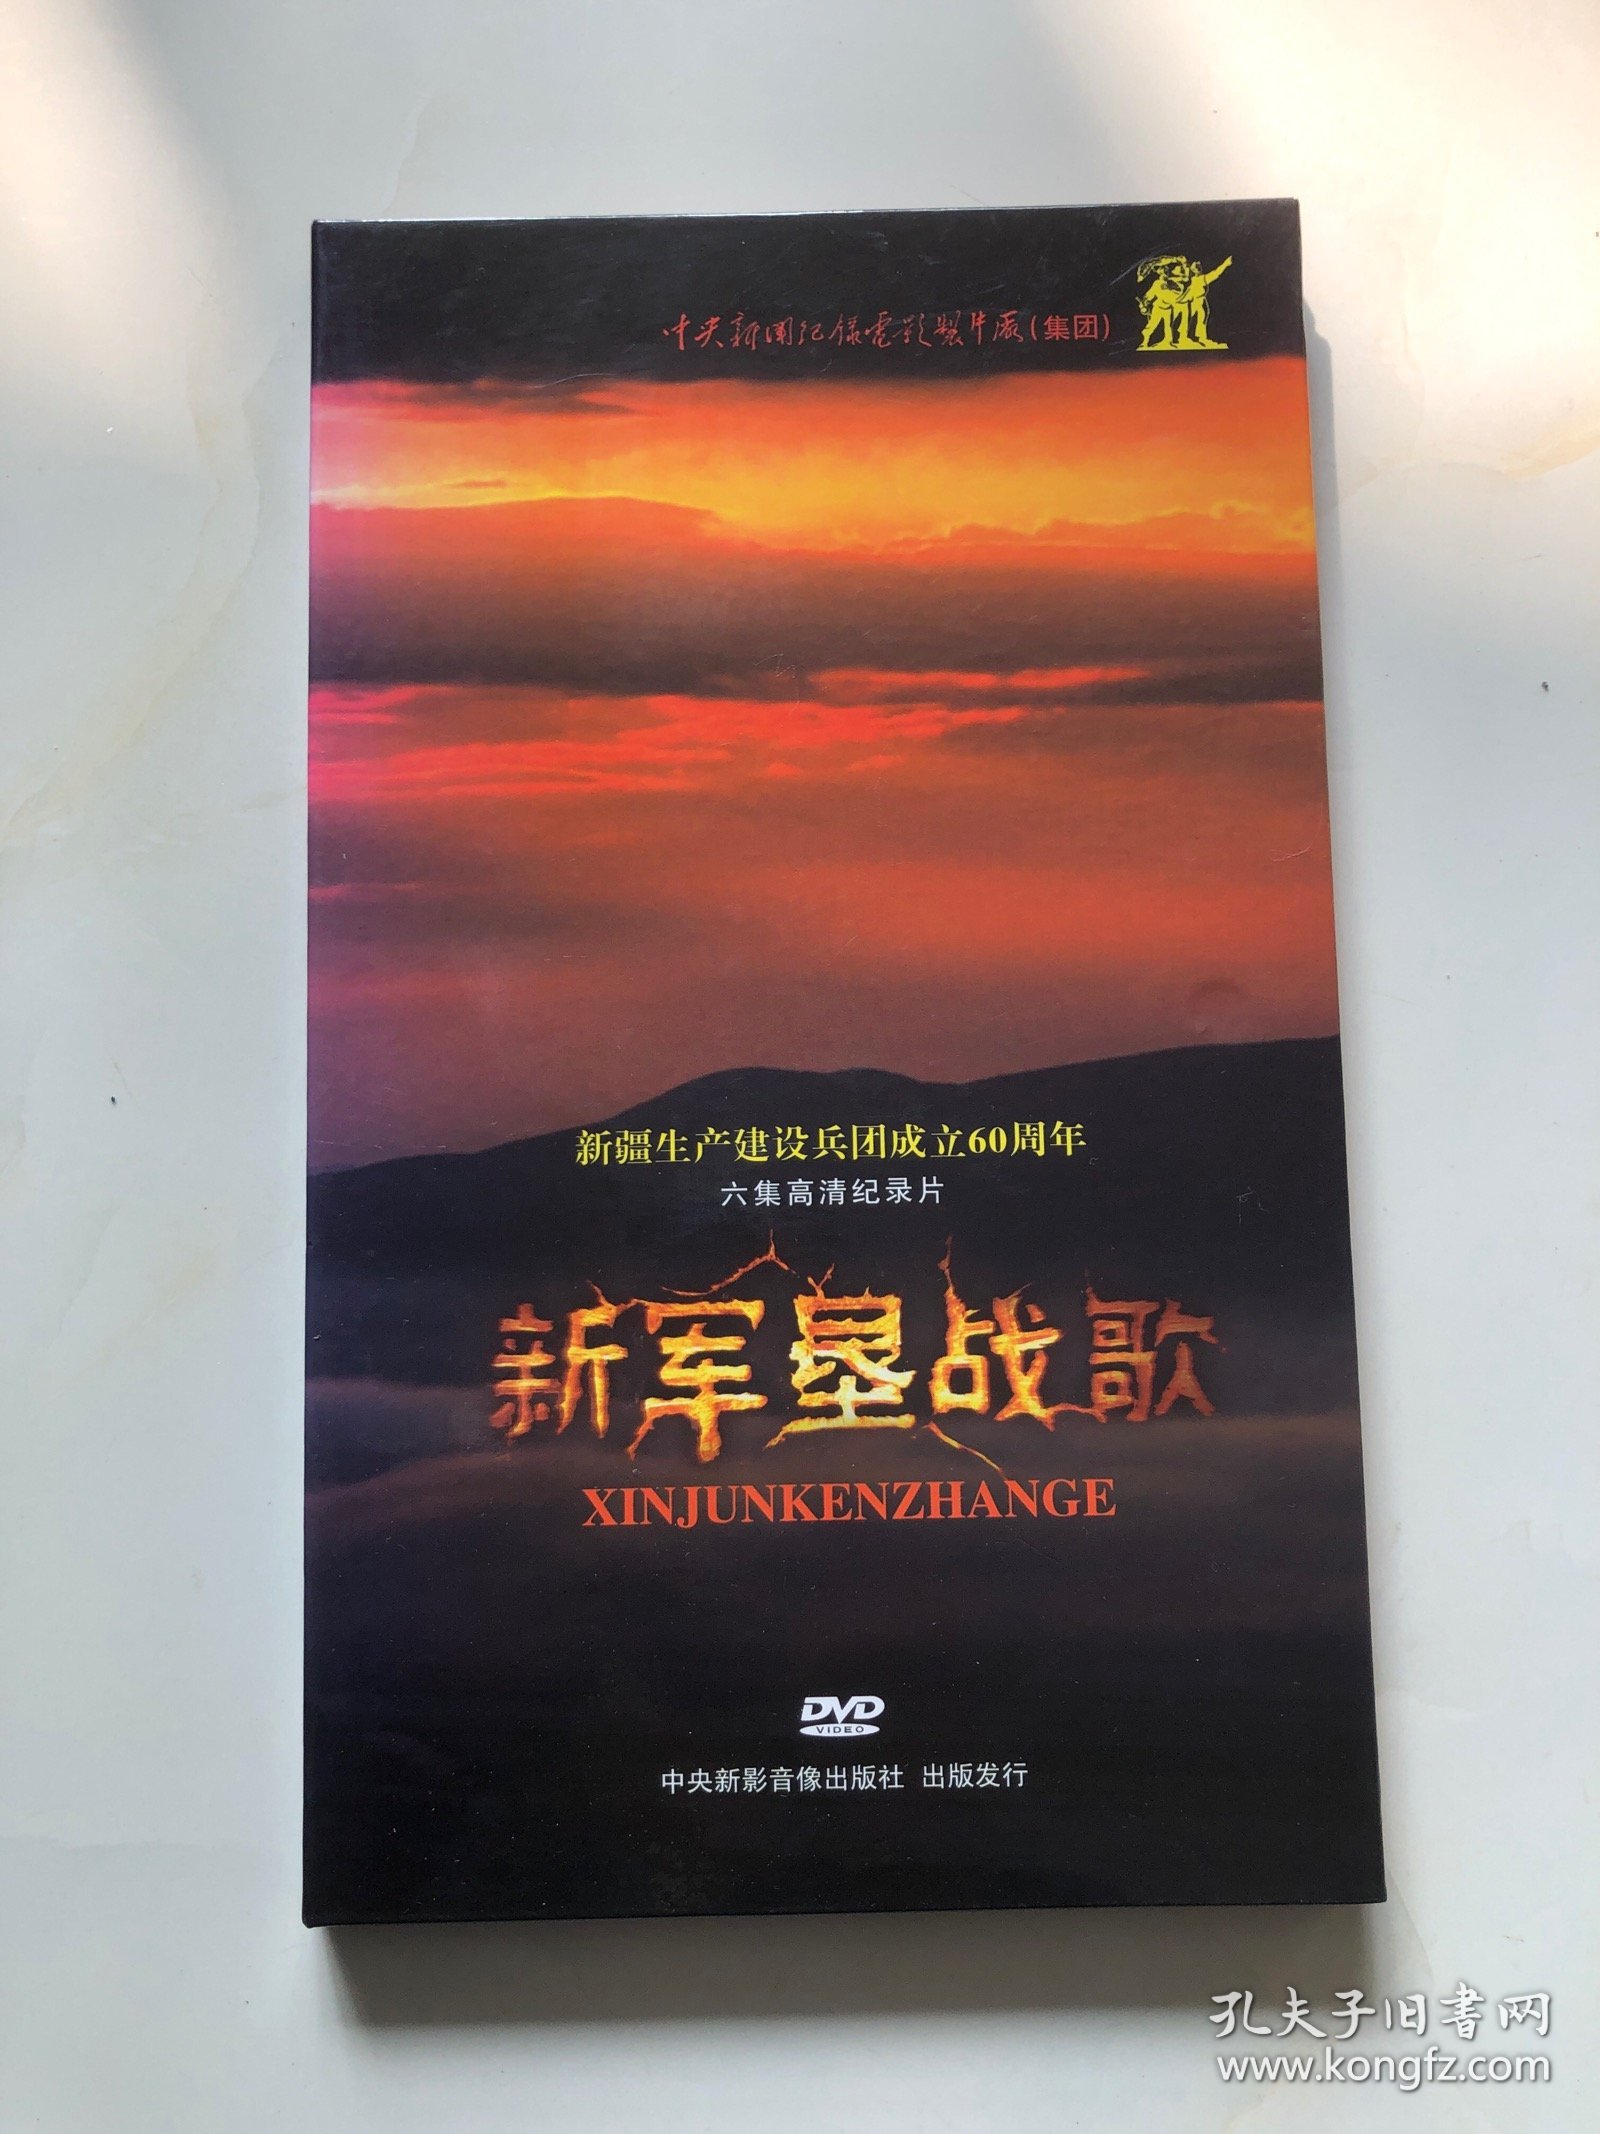 中央新闻纪录电影制片厂(集团)
新疆生产建设兵团成立60周年
六集高清纪录片
新军垦战歌
XINJUNKENZHANGE
DVD
VIDEO
中央新影音像出版社 出版发行
孔夫子旧书网
www.kongfz.com